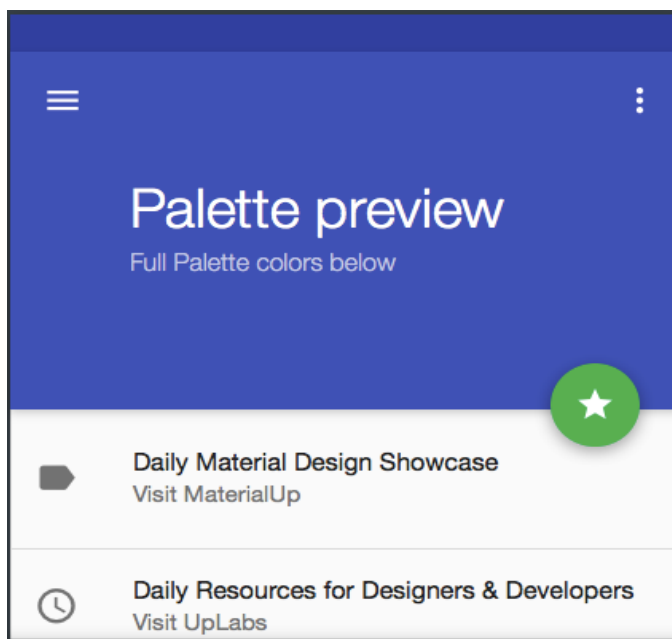 Palette preview
Full Palette colors below
Daily Material Design Showcase
Visit MaterialUp
Daily Resources for Designers & Developers
Visit UpLabs